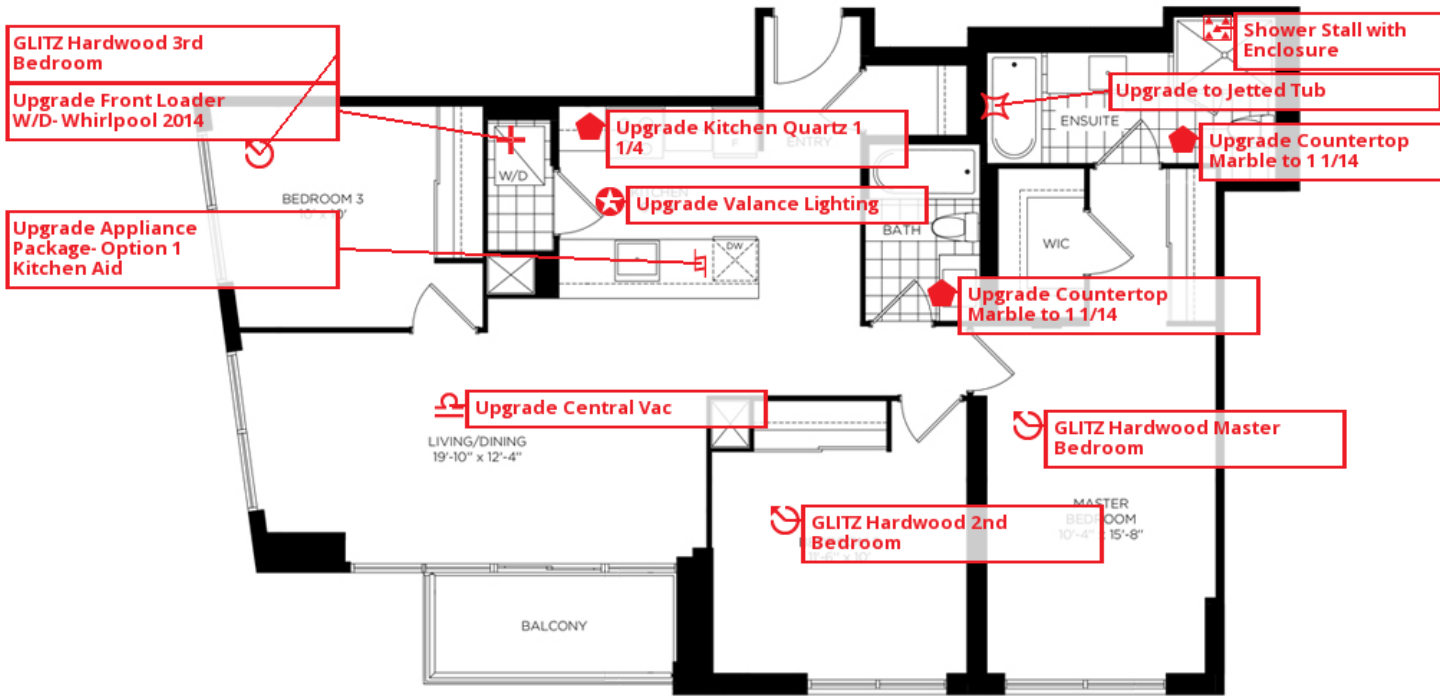 GLITZ Hardwood 3rd
Bedroom
Upgrade Front Loader
W/D- Whirlpool 2014
Shower Stall with
Enclosure
Upgrade to Jetted Tub
ENSUITE
Upgrade Kitchen Quartz 1
1/4
F
ENTRY
Upgrade Countertop
Marble to 1 1/14
W/D
KITCHEN
BEDROOM 3
10' x 10'
Upgrade Valance Lighting
Upgrade Appliance
Package- Option 1
Kitchen Aid
BATH
DW
WIC
Upgrade Countertop
Marble to 1 1/14
Upgrade Central Vac
LIVING/DINING
19'-10" x 12'-4"
GLITZ Hardwood Master
Bedroom
MASTER
BEDROOM
10'-4" x 15'-8"
GLITZ Hardwood 2nd
Bedroom
BALCONY